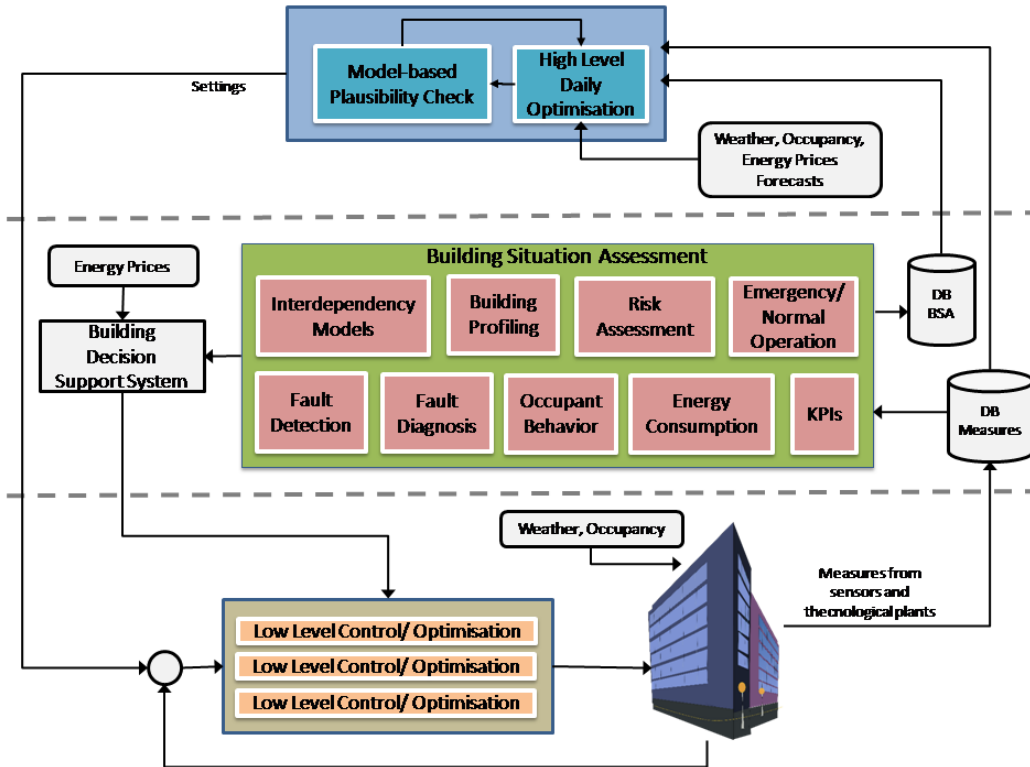 Settings
Model-based
Plausibility Check
High Level
Daily
Optimisation
Weather, Occupancy,
Energy Prices
Forecasts
Energy Prices
Building
Decision
Support System
Building Situation Assessment
Interdependency
Models
Building
Profiling
Risk
Assessment
Emergency/
Normal
Operation
Fault
Detection
Fault
Diagnosis
Occupant
Behavior
Energy
Consumption
KPIs
DB
BSA
DB
Measures
Weather, Occupancy
Measures from
sensors and
thecnological plants
Low Level Control/ Optimisation
Low Level Control/ Optimisation
Low Level Control/ Optimisation